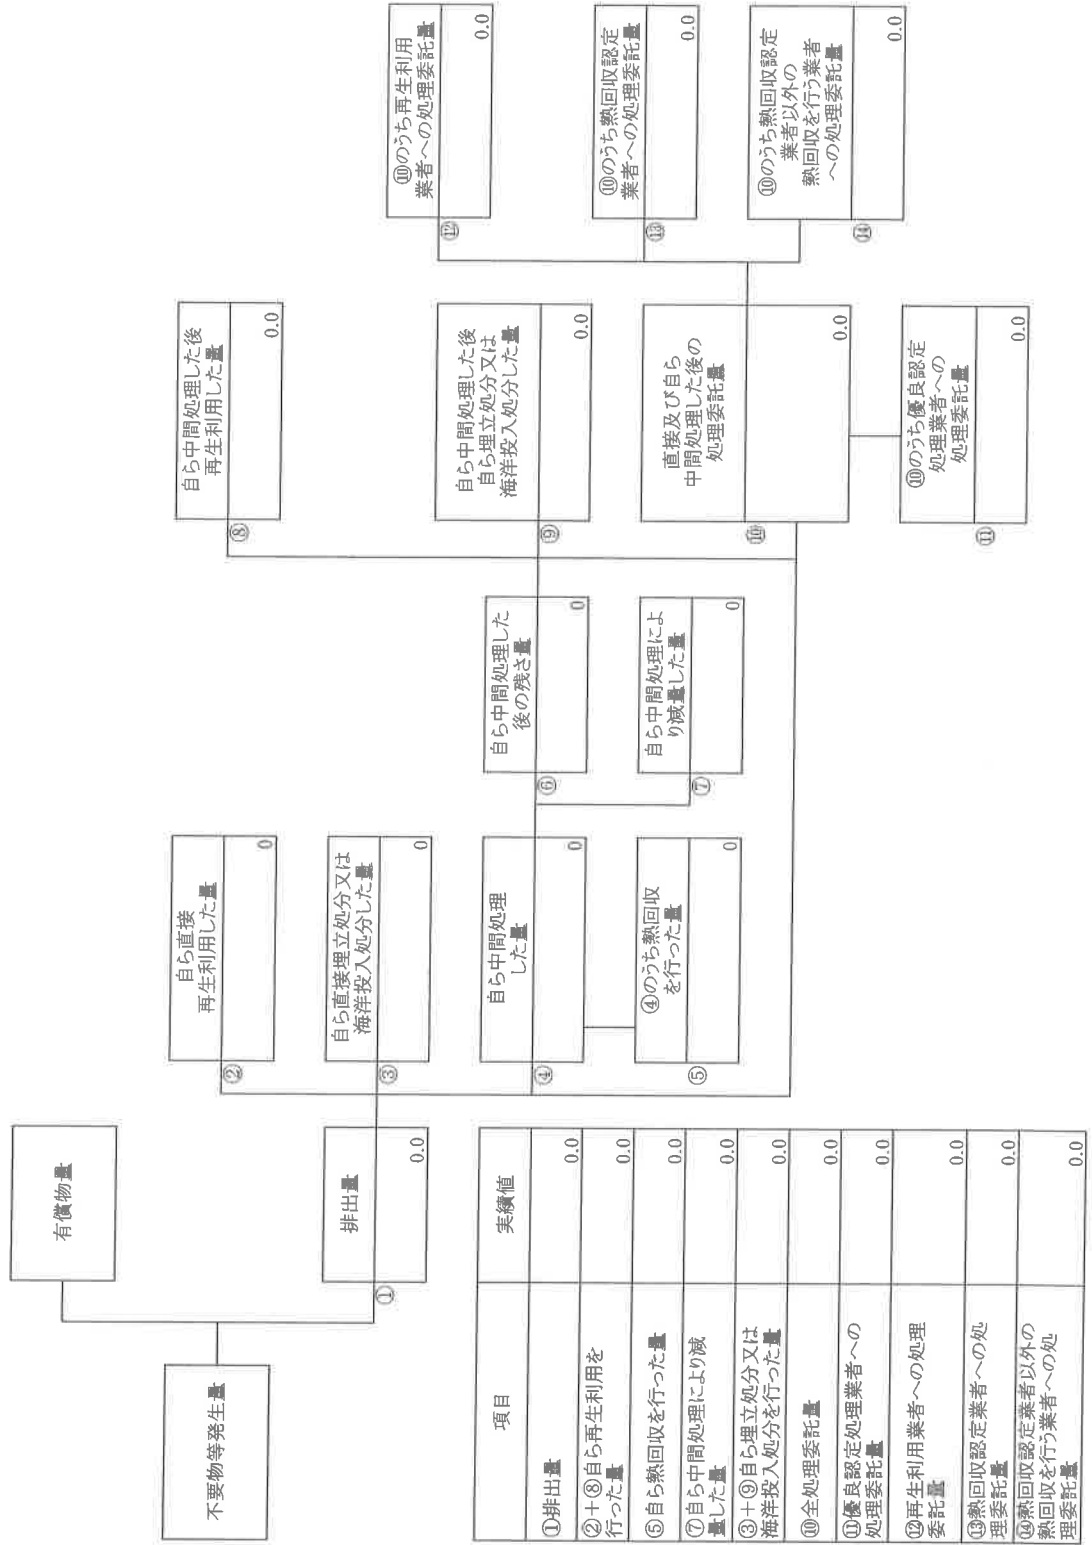 不要物等発生量
有償物量
①
排出量
0.0
②
自ら直接
再生利用した量
0
③
自ら直接埋立処分又は
海洋投入処分した量
0
④
自ら中間処理
した量
0
⑤
④のうち熱回収
を行った量
0
⑥
自ら中間処理した
後の残さ量
0
⑦
自ら中間処理によ
り減量した量
0
⑧
自ら中間処理した後
再生利用した量
0.0
⑨
自ら中間処理した後
自ら埋立処分又は
海洋投入処分した量
0.0
⑩
直接及び自ら
中間処理した後の
処理委託量
0.0
⑪
⑩のうち優良認定
処理業者への
処理委託量
0.0
⑫
⑩のうち再生利用
業者への処理委託量
0.0
⑬
⑩のうち熱回収認定
業者への処理委託量
0.0
⑭
⑩のうち熱回収認定
業者以外の
熱回収を行う業者
への処理委託量
0.0
項目 実績値
①排出量 0.0
②+⑧自ら再生利用を
行った量 0.0
⑤自ら熱回収を行った量 0.0
⑦自ら中間処理により減
量した量 0.0
③+⑨自ら埋立処分又は
海洋投入処分を行った量 0.0
⑩全処理委託量 0.0
⑪優良認定処理業者への
処理委託量 0.0
⑫再生利用業者への処理
委託量 0.0
⑬熱回収認定業者への処
理委託量 0.0
⑭熱回収認定業者以外の
熱回収を行う業者への処
理委託量 0.0